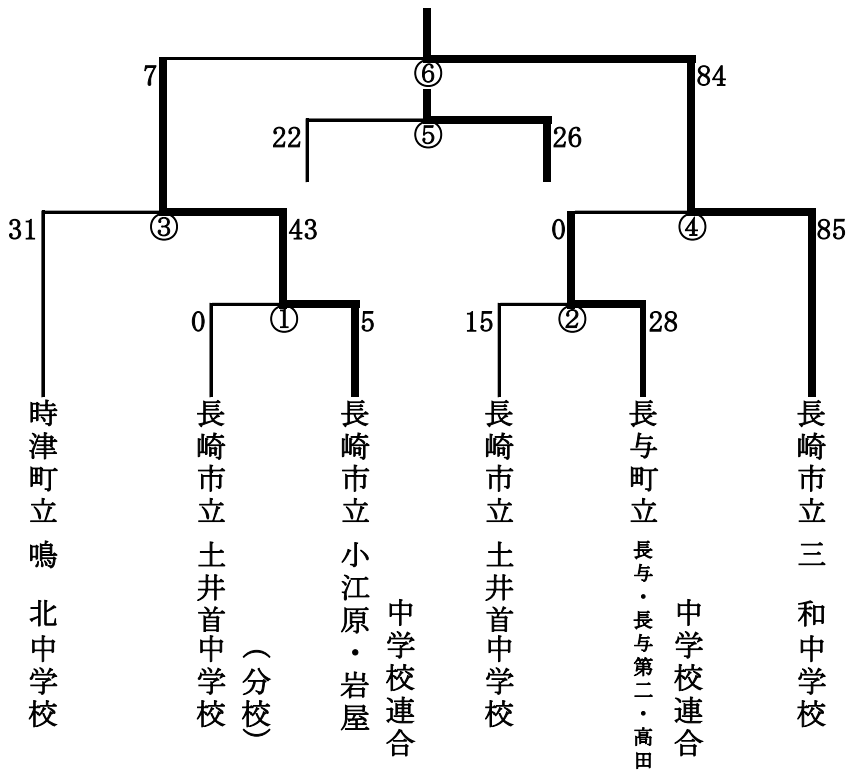 7
⑥
84
22
⑤
26
31
③
43
0
④
85
0
①
5
15
②
28
時津町立 鳴 北中学校
長崎市立 土井首中学校
(分校)
長崎市立 小江原・岩屋
中学校連合
長崎市立 土井首中学校
長与町立 長与・長与第二・高田
中学校連合
長崎市立 三 和中学校